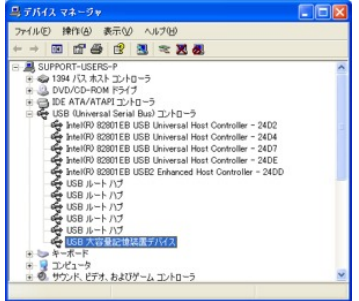 デバイス マネージャ
ファイル(F) 操作(A) 表示(V) ヘルプ(H)
SUPPORT-USERS-P
1394 バス ホスト コントローラ
DVD/CD-ROM ドライブ
IDE ATA/ATAPI コントローラ
USB (Universal Serial Bus) コントローラ
Intel(R) 82801EB USB Universal Host Controller - 24D2
Intel(R) 82801EB USB Universal Host Controller - 24D4
Intel(R) 82801EB USB Universal Host Controller - 24D7
Intel(R) 82801EB USB Universal Host Controller - 24DE
Intel(R) 82801EB USB2 Enhanced Host Controller - 24DD
USB ルート ハブ
USB ルート ハブ
USB ルート ハブ
USB ルート ハブ
USB ルート ハブ
USB 大容量記憶装置デバイス
キーボード
コンピュータ
サウンド、ビデオ、およびゲーム コントローラ